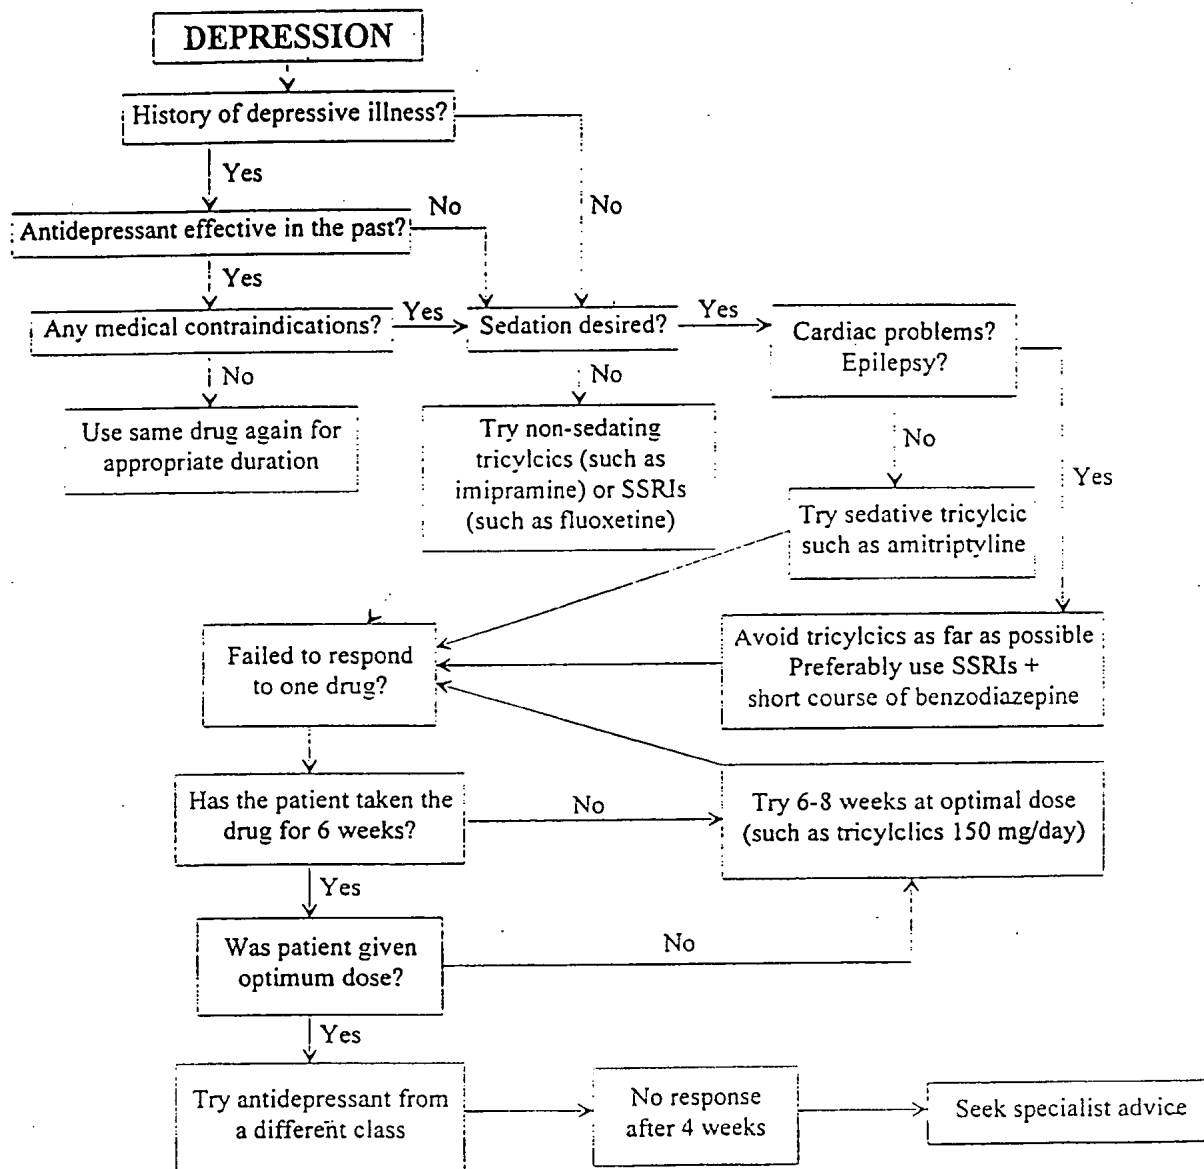 DEPRESSION
History of depressive illness?
Yes
No
No
Antidepressant effective in the past?
Yes
Any medical contraindications?
Yes
Sedation desired?
Yes
Cardiac problems?
Epilepsy?
No
No
No
Yes
Use same drug again for
appropriate duration
Try non-sedating
tricylcics (such as
imipramine) or SSRIs
(such as fluoxetine)
Try sedative tricylcic
such as amitriptyline
Failed to respond
to one drug?
Avoid tricylcics as far as possible
Preferably use SSRIs +
short course of benzodiazepine
Has the patient taken the
drug for 6 weeks?
No
Try 6-8 weeks at optimal dose
(such as tricylclics 150 mg/day)
Yes
Was patient given
optimum dose?
No
Yes
Try antidepressant from
a different class
No response
after 4 weeks
Seek specialist advice